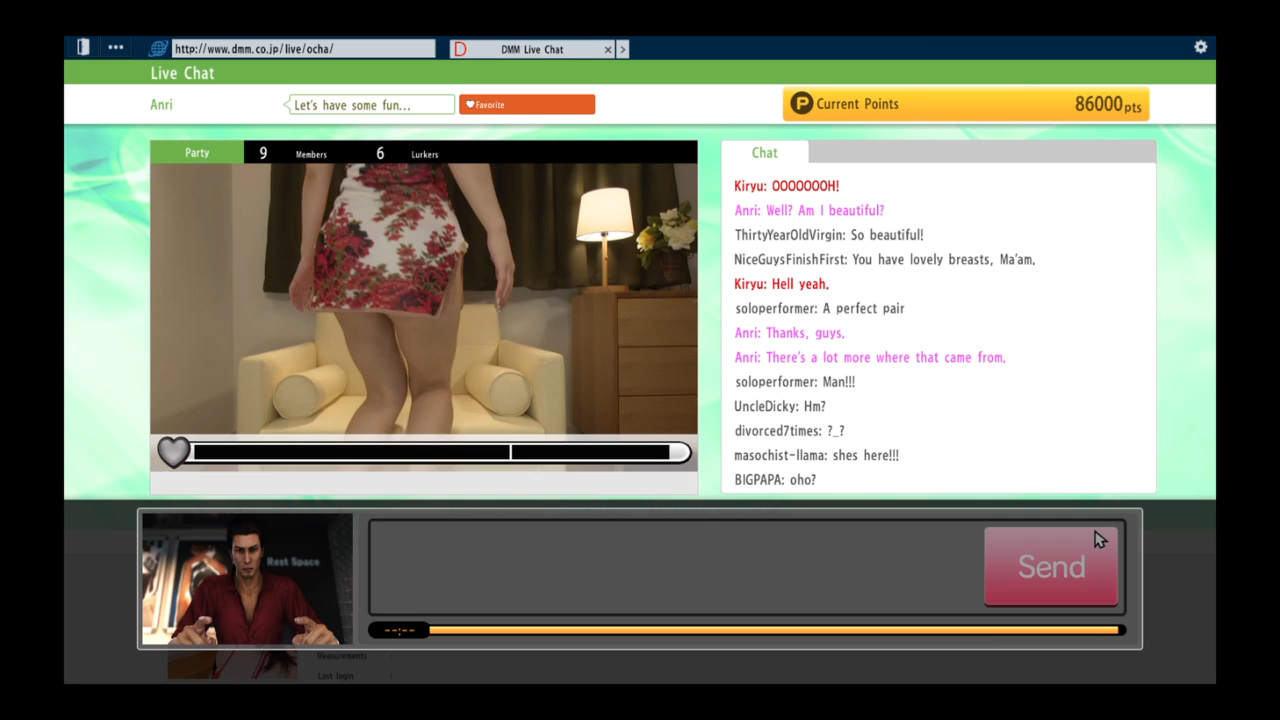 http://www.dmm.co.jp/live/ocha/
DMM Live Chat
Live Chat
Anri
Let's have some fun...
Favorite
P Current Points
86000pts
Party
9 Members
6 Lurkers
Chat
Kiryu: OOOOOOOH!
Anri: Well? Am I beautiful?
ThirtyYearOldVirgin: So beautiful!
NiceGuysFinishFirst: You have lovely breasts, Ma'am.
Kiryu: Hell yeah.
soloperformer: A perfect pair
Anri: Thanks, guys.
Anri: There's a lot more where that came from.
soloperformer: Man!!!
UncleDicky: Hm?
divorced7times: ?_?
masochist-llama: shes here!!!
BIGPAPA: oho?
Rest Space
Send
--:--
Measurements :
Last login :